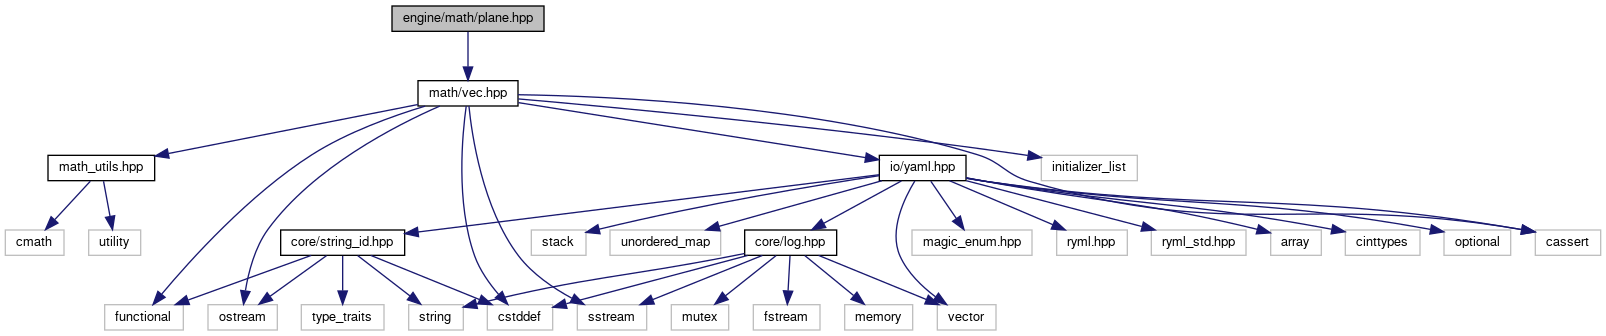 engine/math/plane.hpp
math/vec.hpp
math_utils.hpp
io/yaml.hpp
initializer_list
cmath
utility
core/string_id.hpp
stack
unordered_map
core/log.hpp
magic_enum.hpp
ryml.hpp
ryml_std.hpp
array
cinttypes
optional
cassert
functional
ostream
type_traits
string
cstddef
sstream
mutex
fstream
memory
vector